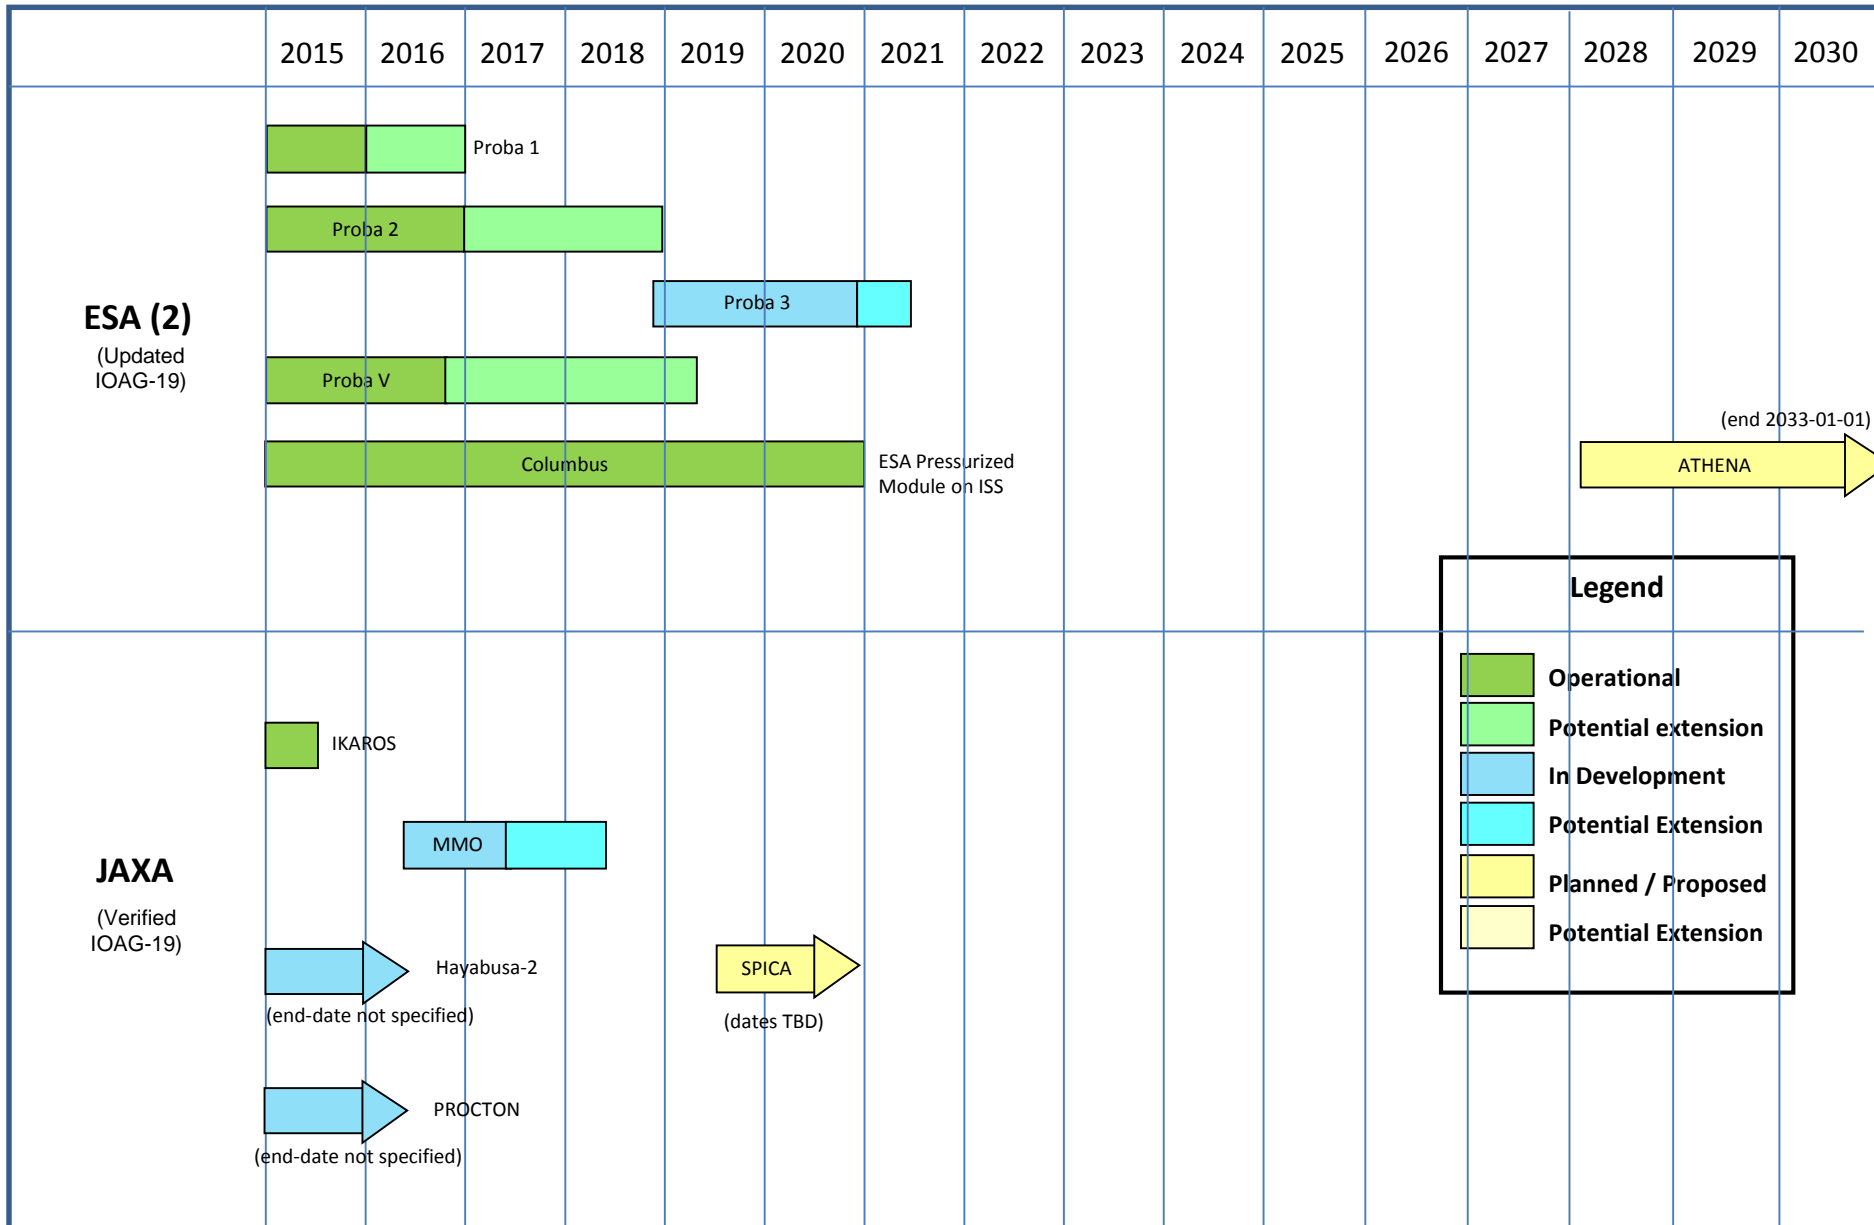 2015 2016 2017 2018 2019 2020 2021 2022 2023 2024 2025 2026 2027 2028 2029 2030
Proba 1
Proba 2
Proba 3
ESA (2)
(Updated
IOAG-19)
Proba V
(end 2033-01-01)
Columbus
ESA Pressurized
Module on ISS
ATHENA
Legend
Operational
Potential extension
In Development
Potential Extension
Planned / Proposed
Potential Extension
IKAROS
MMO
JAXA
(Verified
IOAG-19)
Hayabusa-2
(end-date not specified)
SPICA
(dates TBD)
PROCTON
(end-date not specified)